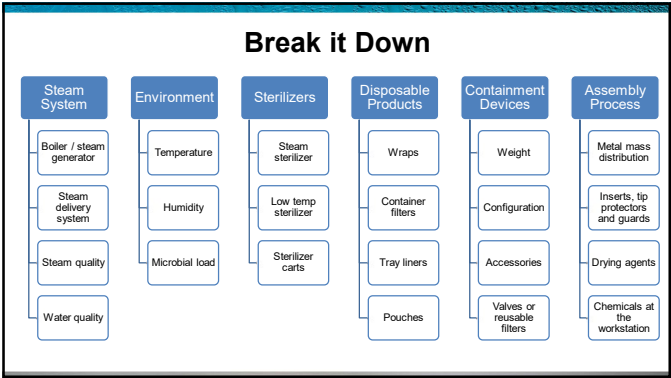 Break it Down
Steam
System
Boiler / steam
generator
Steam
delivery
system
Steam quality
Water quality
Environment
Temperature
Humidity
Microbial load
Sterilizers
Steam
sterilizer
Low temp
sterilizer
Sterilizer
carts
Disposable
Products
Wraps
Container
filters
Tray liners
Pouches
Containment
Devices
Weight
Configuration
Accessories
Valves or
reusable
filters
Assembly
Process
Metal mass
distribution
Inserts, tip
protectors
and guards
Drying agents
Chemicals at
the
workstation